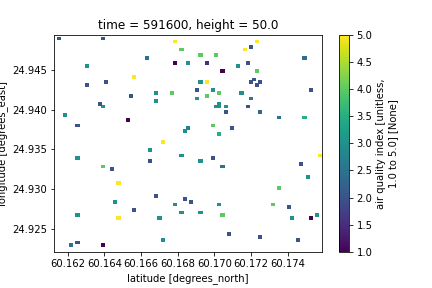 time = 591600, height = 50.0
24.945
24.940
24.935
24.930
24.925
longitude [degrees_east]
60.162 60.164 60.166 60.168 60.170 60.172 60.174
latitude [degrees_north]
5.0
4.5
4.0
3.5
3.0
2.5
2.0
1.5
1.0
air quality index [unitless,
1.0 to 5.0] [None]